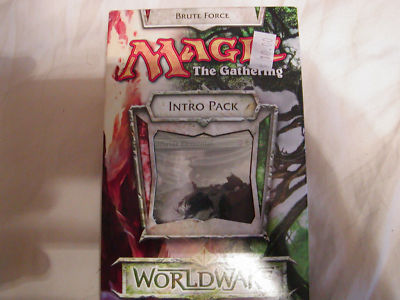 BRUTE FORCE
MAGIC
The Gathering
INTRO PACK
WORLDWAKE